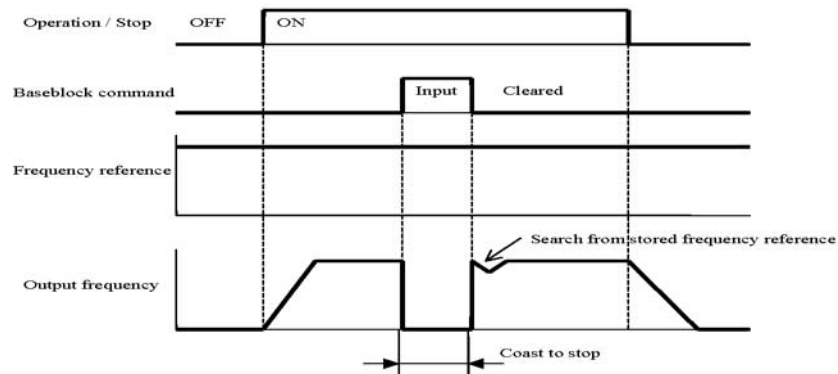 Operation / Stop
OFF
ON
Baseblock command
Input
Cleared
Frequency reference
Search from stored frequency reference
Output frequency
Coast to stop